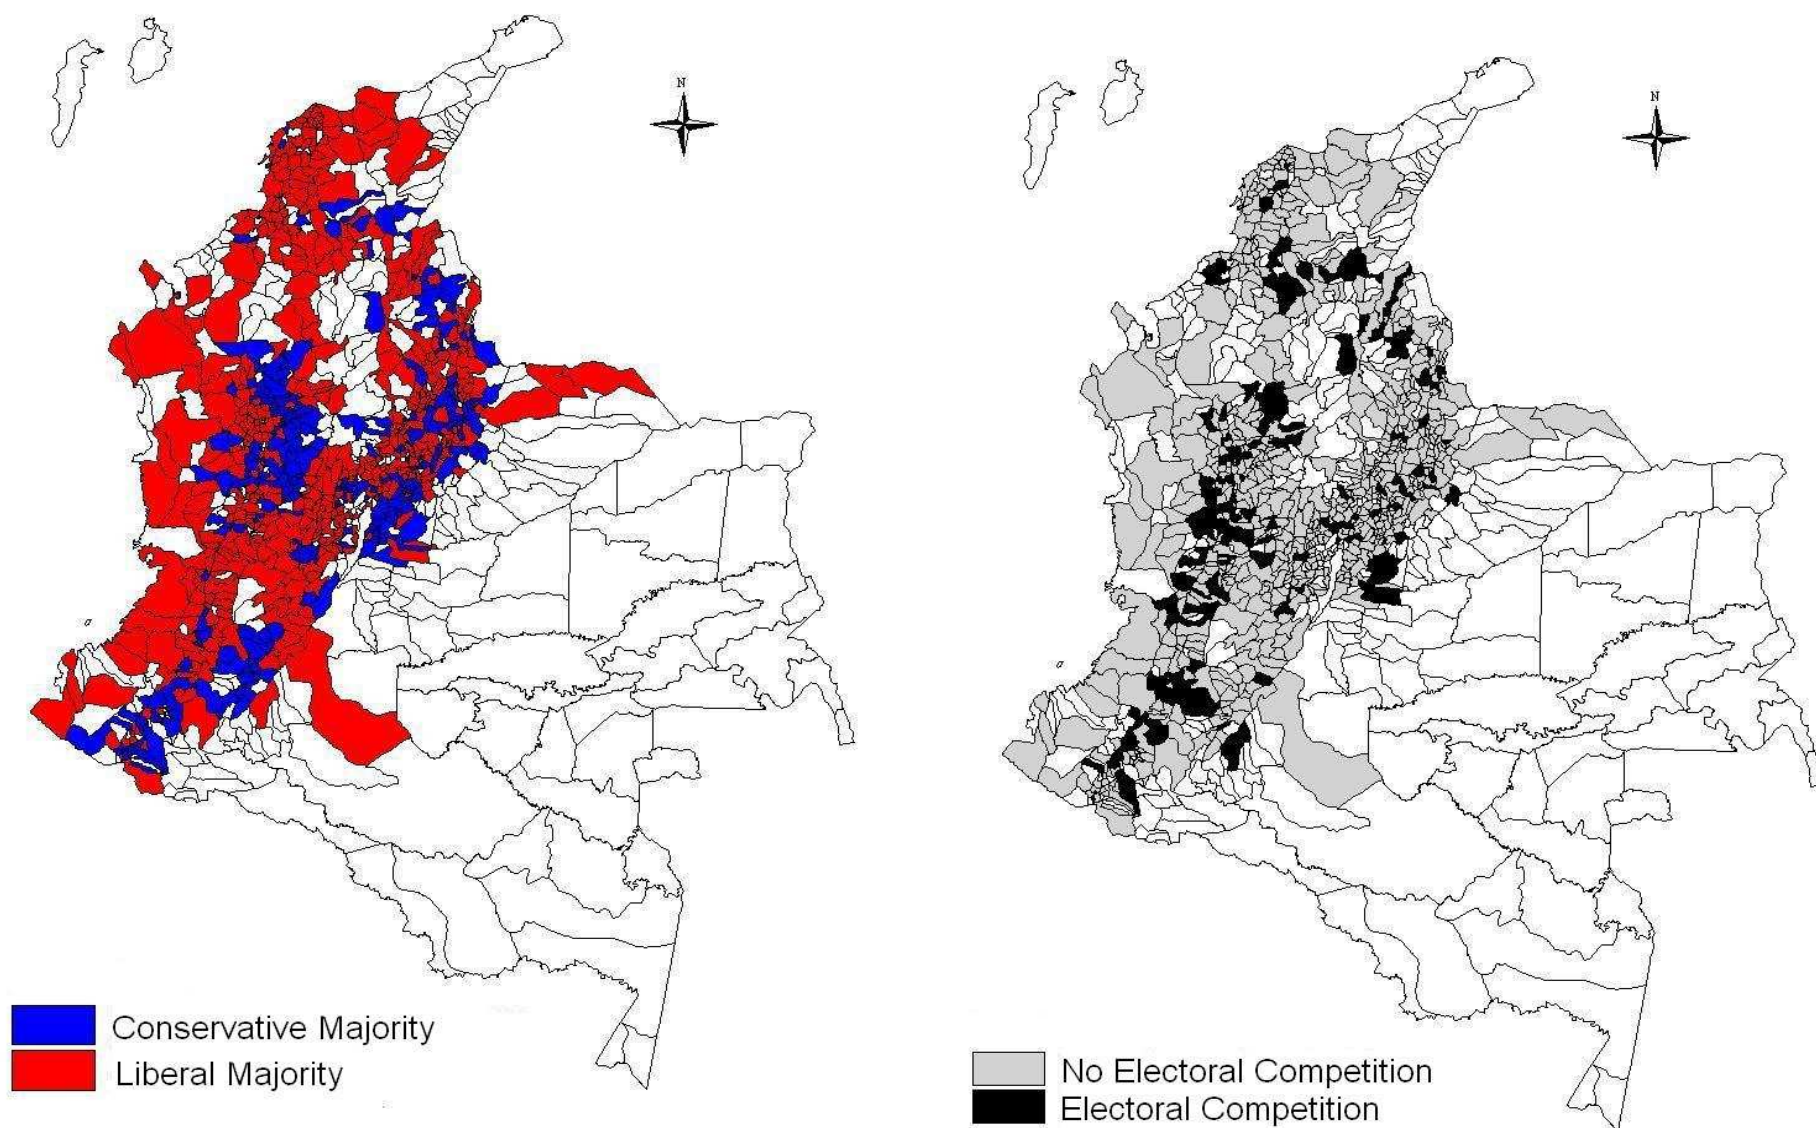 N
N
Conservative Majority
Liberal Majority
No Electoral Competition
Electoral Competition